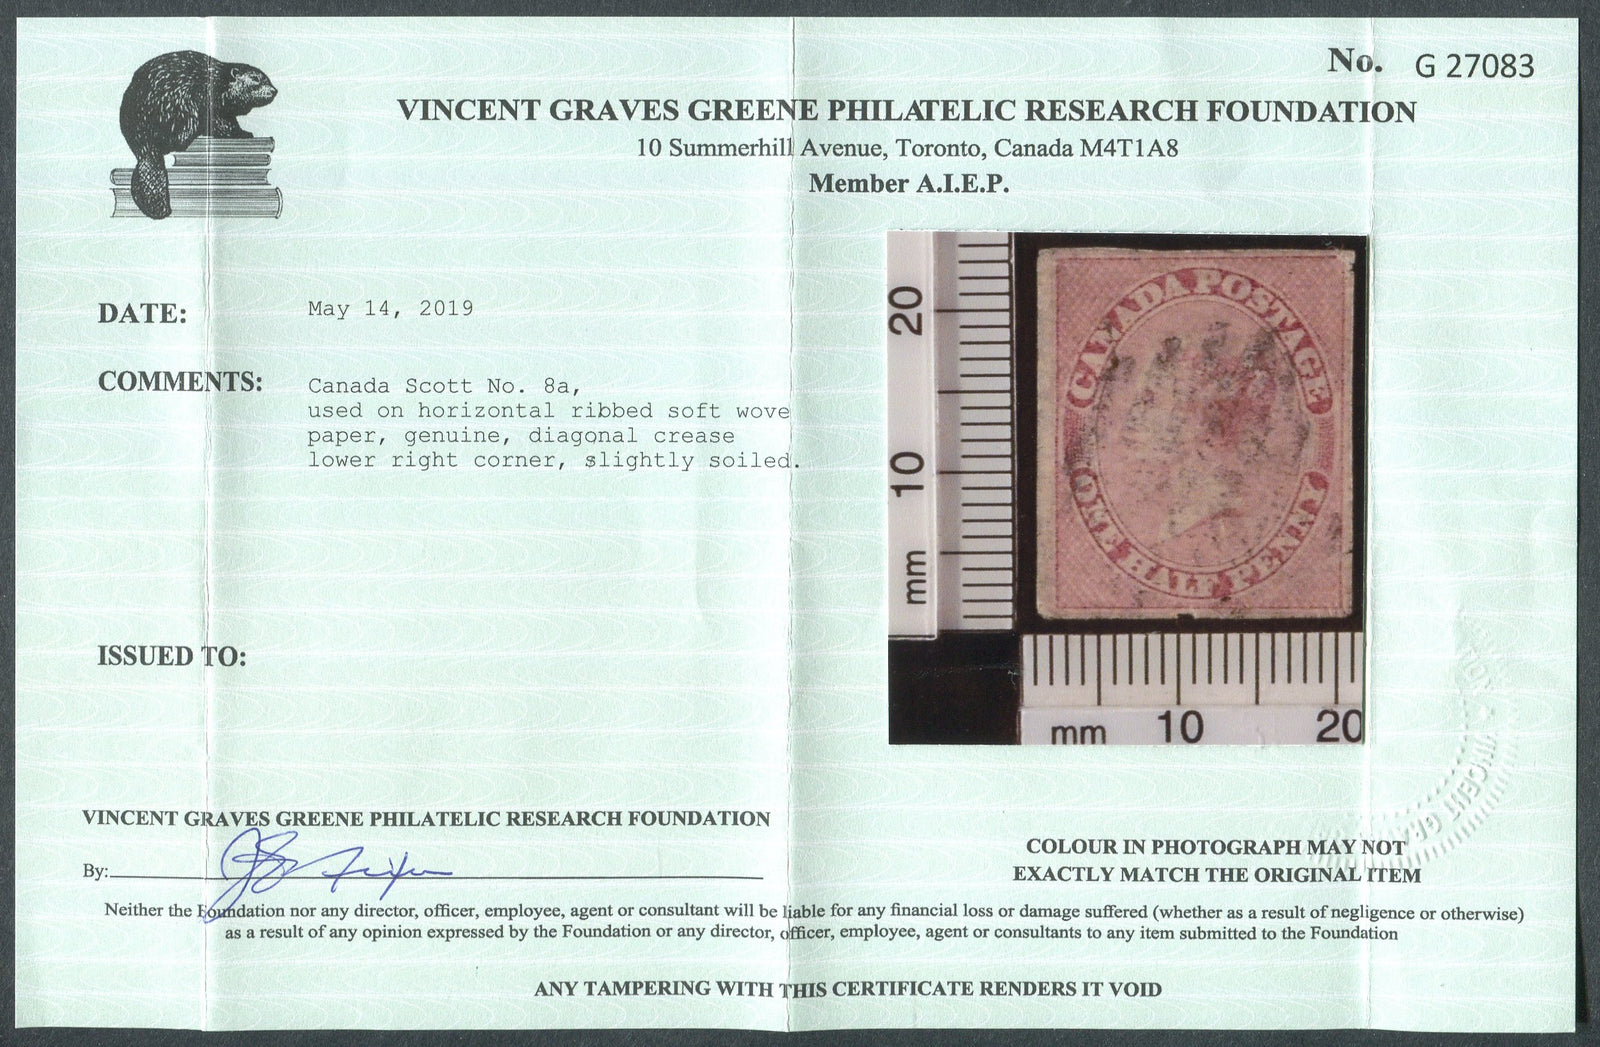 No. G 27083
VINCENT GRAVES GREENE PHILATELIC RESEARCH FOUNDATION
10 Summerhill Avenue, Toronto, Canada M4T1A8
Member A.I.E.P.
DATE: May 14, 2019
COMMENTS: Canada Scott No. 8a,
used on horizontal ribbed soft wove
paper, genuine, diagonal crease
lower right corner, slightly soiled.
ISSUED TO:
20
10
mm
CANADA POSTAGE
ONE HALF PENNY
mm 10 20
VINCENT GRAVES GREENE PHILATELIC RESEARCH FOUNDATION
By:
COLOUR IN PHOTOGRAPH MAY NOT
EXACTLY MATCH THE ORIGINAL ITEM
Neither the Foundation nor any director, officer, employee, agent or consultant will be liable for any financial loss or damage suffered (whether as a result of negligence or otherwise)
as a result of any opinion expressed by the Foundation or any director, officer, employee, agent or consultants to any item submitted to the Foundation
ANY TAMPERING WITH THIS CERTIFICATE RENDERS IT VOID